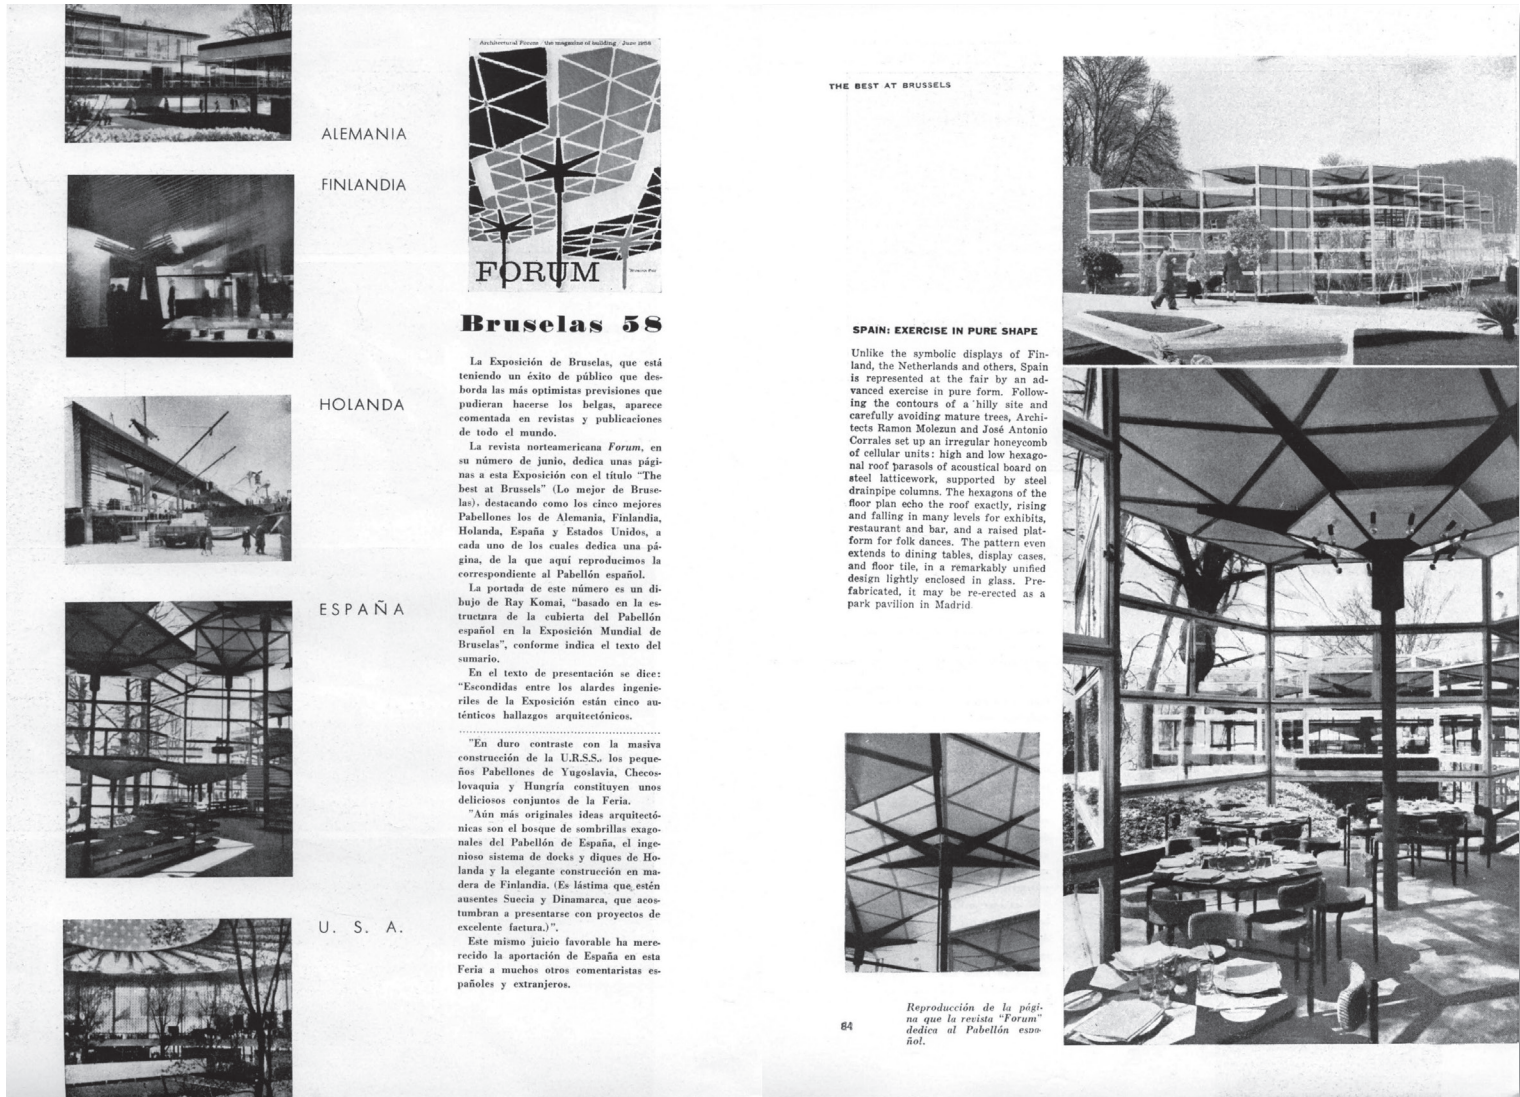 ALEMANIA
FINLANDIA
HOLANDA
ESPAÑA
U. S. A.
Architectural Forum / the magazine of building / June 1958
FORUM
Bruselas 58
La Exposición de Bruselas, que está
teniendo un éxito de público que des-
borda las más optimistas previsiones que
pudieran hacerse los belgas, aparece
comentada en revistas y publicaciones
de todo el mundo.
La revista norteamericana Forum, en
su número de junio, dedica unas pági-
nas a esta Exposición con el título "The
best at Brussels" (Lo mejor de Bruse-
las), destacando como los cinco mejores
Pabellones los de Alemania, Finlandia,
Holanda, España y Estados Unidos, a
cada uno de los cuales dedica una pá-
gina, de la que aquí reproducimos la
correspondiente al Pabellón español.
La portada de este número es un di-
bujo de Ray Komai, "basado en la es-
tructura de la cubierta del Pabellón
español en la Exposición Mundial de
Bruselas", conforme indica el texto del
sumario.
En el texto de presentación se dice:
"Escondidas entre los alardes ingenie-
riles de la Exposición están cinco au-
ténticos hallazgos arquitectónicos.
"En duro contraste con la masiva
construcción de la U.R.S.S., los peque-
ños Pabellones de Yugoslavia, Checos-
lovaquia y Hungría constituyen unos
deliciosos conjuntos de la Feria.
"Aún más originales ideas arquitectó-
nicas son el bosque de sombrillas exago-
nales del Pabellón de España, el inge-
nioso sistema de docks y diques de Ho-
landa y la elegante construcción en ma-
dera de Finlandia. (Es lástima que estén
ausentes Suecia y Dinamarca, que acos-
tumbran a presentarse con proyectos de
excelente factura.)".
Este mismo juicio favorable ha mere-
recido la aportación de España en esta
Feria a muchos otros comentaristas es-
pañoles y extranjeros.
THE BEST AT BRUSSELS
SPAIN: EXERCISE IN PURE SHAPE
Unlike the symbolic displays of Fin-
land, the Netherlands and others, Spain
is represented at the fair by an ad-
vanced exercise in pure form. Follow-
ing the contours of a hilly site and
carefully avoiding mature trees, Archi-
tects Ramon Molezun and José Antonio
Corrales set up an irregular honeycomb
of cellular units: high and low hexago-
nal roof parasols of acoustical board on
steel latticework, supported by steel
drainpipe columns. The hexagons of the
floor plan echo the roof exactly, rising
and falling in many levels for exhibits,
restaurant and bar, and a raised plat-
form for folk dances. The pattern even
extends to dining tables, display cases,
and floor tile, in a remarkably unified
design lightly enclosed in glass. Pre-
fabricated, it may be re-erected as a
park pavilion in Madrid
64
Reproducción de la pági-
na que la revista "Forum"
dedica al Pabellón espa-
ñol.